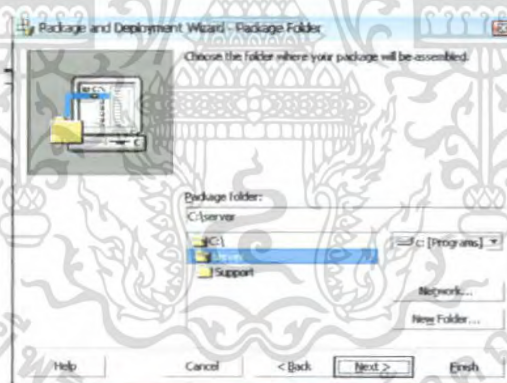 Package and Deployment Wizard - Package Folder
Choose the folder where your package will be assembled.
Package folder:
C:\server
C:\
server
Support
c: [Programs]
Network...
New Folder...
Help
Cancel
< Back
Next >
Finish